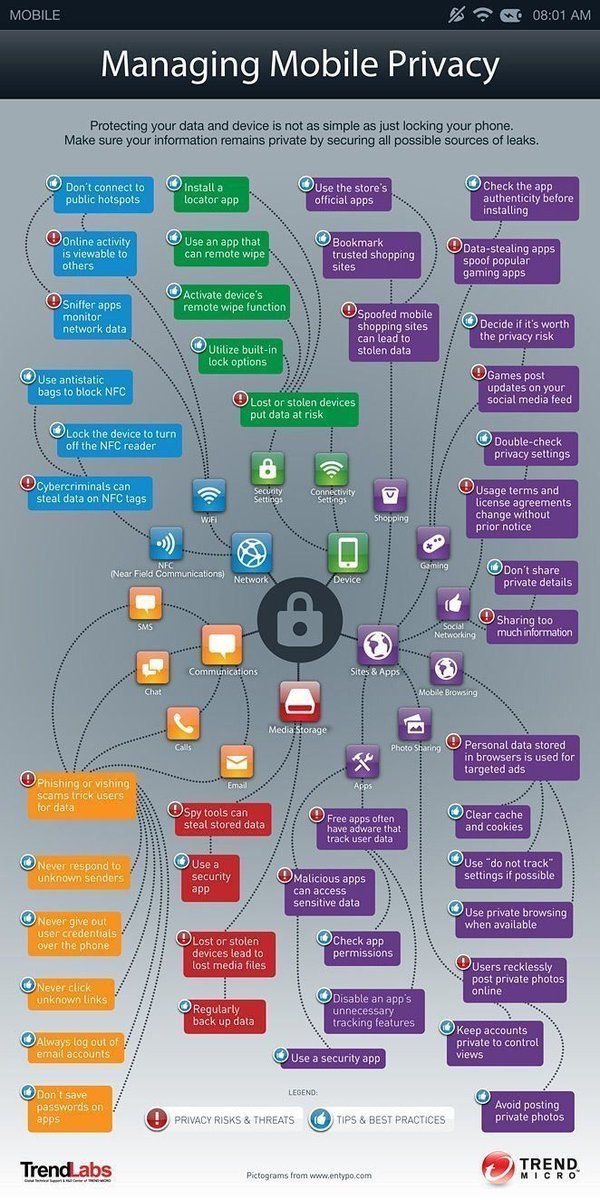 MOBILE
08:01 AM
Managing Mobile Privacy
Protecting your data and device is not as simple as just locking your phone.
Make sure your information remains private by securing all possible sources of leaks.
Don't connect to
public hotspots
Install a
locator app
Use the store's
official apps
Check the app
authenticity before
installing
Online activity
is viewable to
others
Use an app that
can remote wipe
Bookmark
trusted shopping
sites
Data-stealing apps
spoof popular
gaming apps
Sniffer apps
monitor
network data
Activate device's
remote wipe function
Spoofed mobile
shopping sites
can lead to
stolen data
Decide if it's worth
the privacy risk
Utilize built-in
lock options
Use antistatic
bags to block NFC
Lost or stolen devices
put data at risk
Games post
updates on your
social media feed
Lock the device to turn
off the NFC reader
Double-check
privacy settings
Cybercriminals can
steal data on NFC tags
Usage terms and
license agreements
change without
prior notice
WiFi
Security
Settings
Connectivity
Settings
Shopping
NFC
(Near Field Communications)
Network
Device
Gaming
Don't share
private details
SMS
Social
Networking
Sharing too
much information
Communications
Sites & Apps
Chat
Mobile Browsing
Media Storage
Calls
Photo Sharing
Email
Apps
Personal data stored
in browsers is used for
targeted ads
Phishing or vishing
scams trick users
for data
Spy tools can
steal stored data
Free apps often
have adware that
track user data
Clear cache
and cookies
Never respond to
unknown senders
Use a
security
app
Malicious apps
can access
sensitive data
Use "do not track"
settings if possible
Never give out
user credentials
over the phone
Lost or stolen
devices lead to
lost media files
Check app
permissions
Use private browsing
when available
Never click
unknown links
Regularly
back up data
Disable an app's
unnecessary
tracking features
Users recklessly
post private photos
online
Always log out of
email accounts
Use a security app
Keep accounts
private to control
views
Don't save
passwords on
apps
Avoid posting
private photos
LEGEND:
PRIVACY RISKS & THREATS
TIPS & BEST PRACTICES
TrendLabs
Global Technical Support & R&D Center of TREND MICRO
Pictograms from www.entypo.com
TREND
MICRO